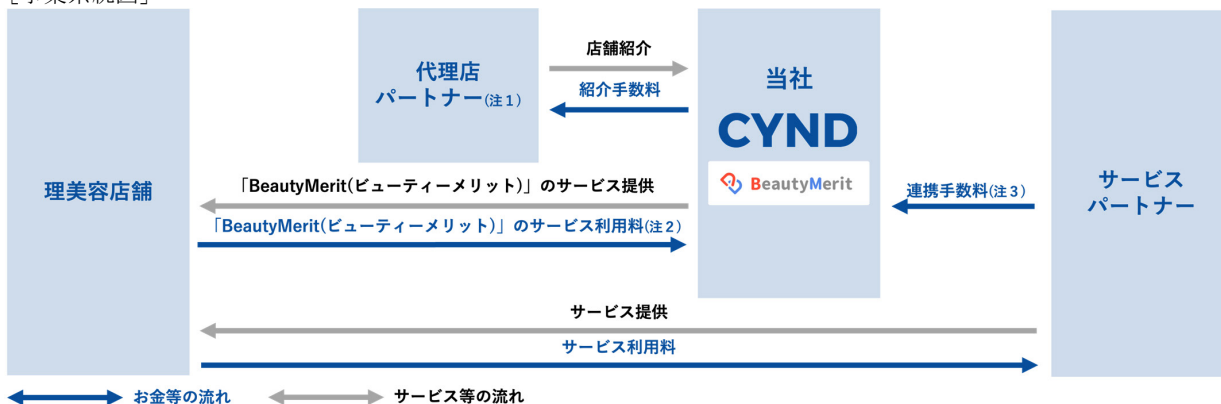 [事業系統図]
理美容店舗
代理店
パートナー(注1)
店舗紹介
紹介手数料
当社
CYND
BeautyMerit
「BeautyMerit(ビューティーメリット)」のサービス提供
「BeautyMerit(ビューティーメリット)」のサービス利用料(注2)
連携手数料(注3)
サービス
パートナー
サービス提供
サービス利用料
お金等の流れ
サービス等の流れ